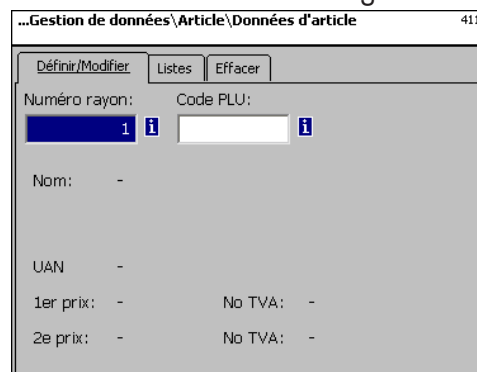 ...Gestion de données\Article\Données d'article 411
Définir/Modifier Listes Effacer
Numéro rayon: Code PLU:
1 i i
Nom: -
UAN -
1er prix: - No TVA: -
2e prix: - No TVA: -